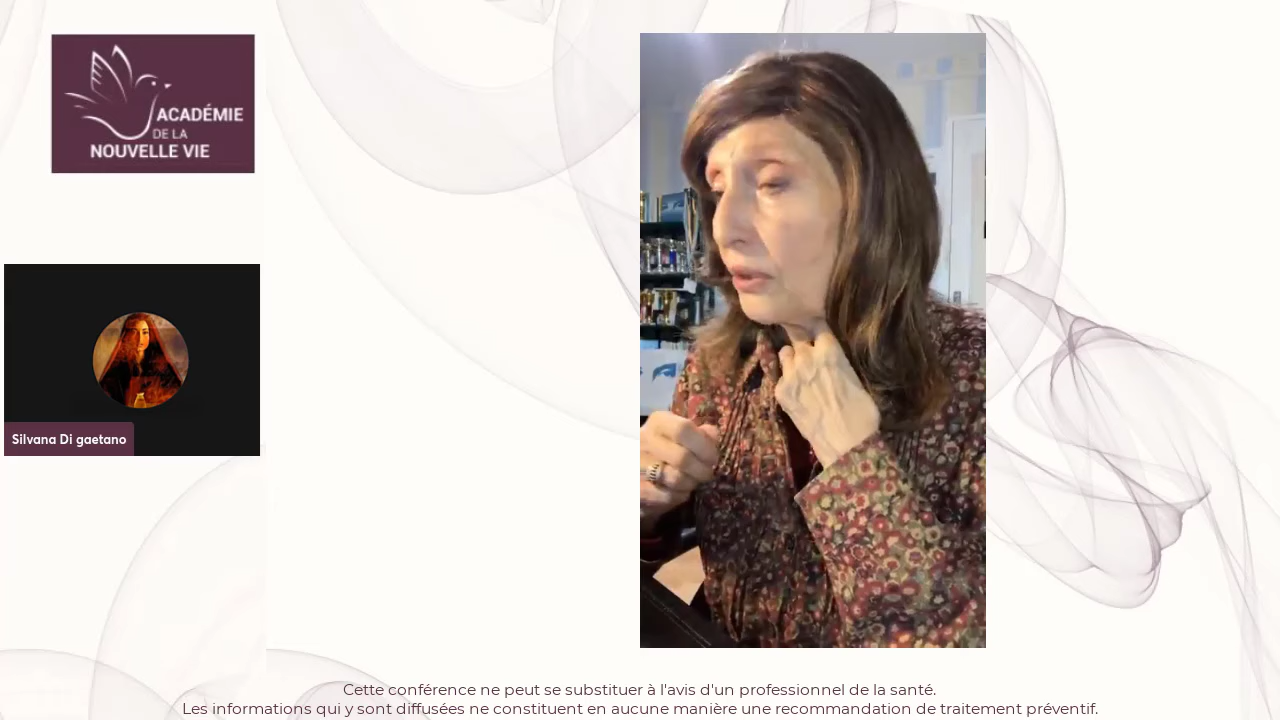 ACADÉMIE
DE LA
NOUVELLE VIE
Silvana Di gaetano
Cette conférence ne peut se substituer à l'avis d'un professionnel de la santé.
Les informations qui y sont diffusées ne constituent en aucune manière une recommandation de traitement préventif.